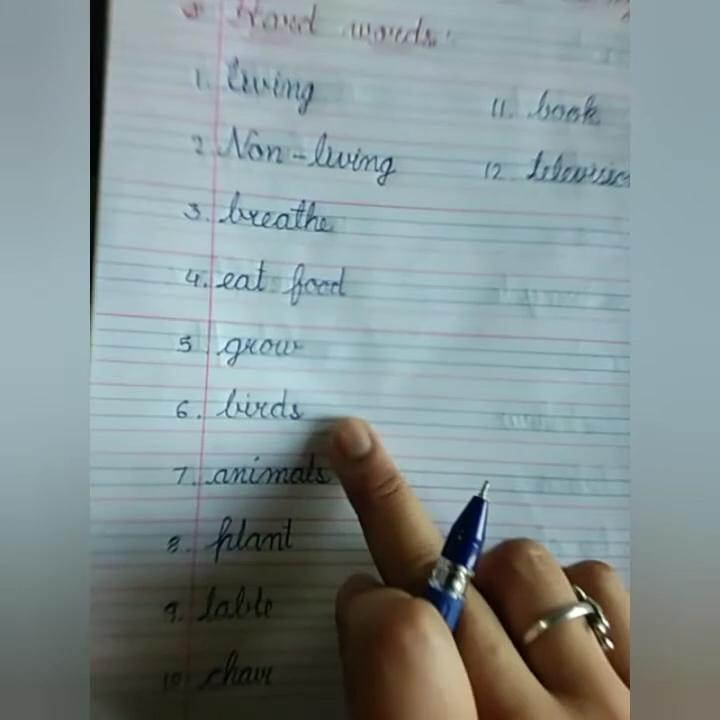 Hard words:
1. living
2 Non-living
3. breathe
4. eat food
5 grow
6. birds
7. animals
8. plant
9. table
10 chair
11. book
12